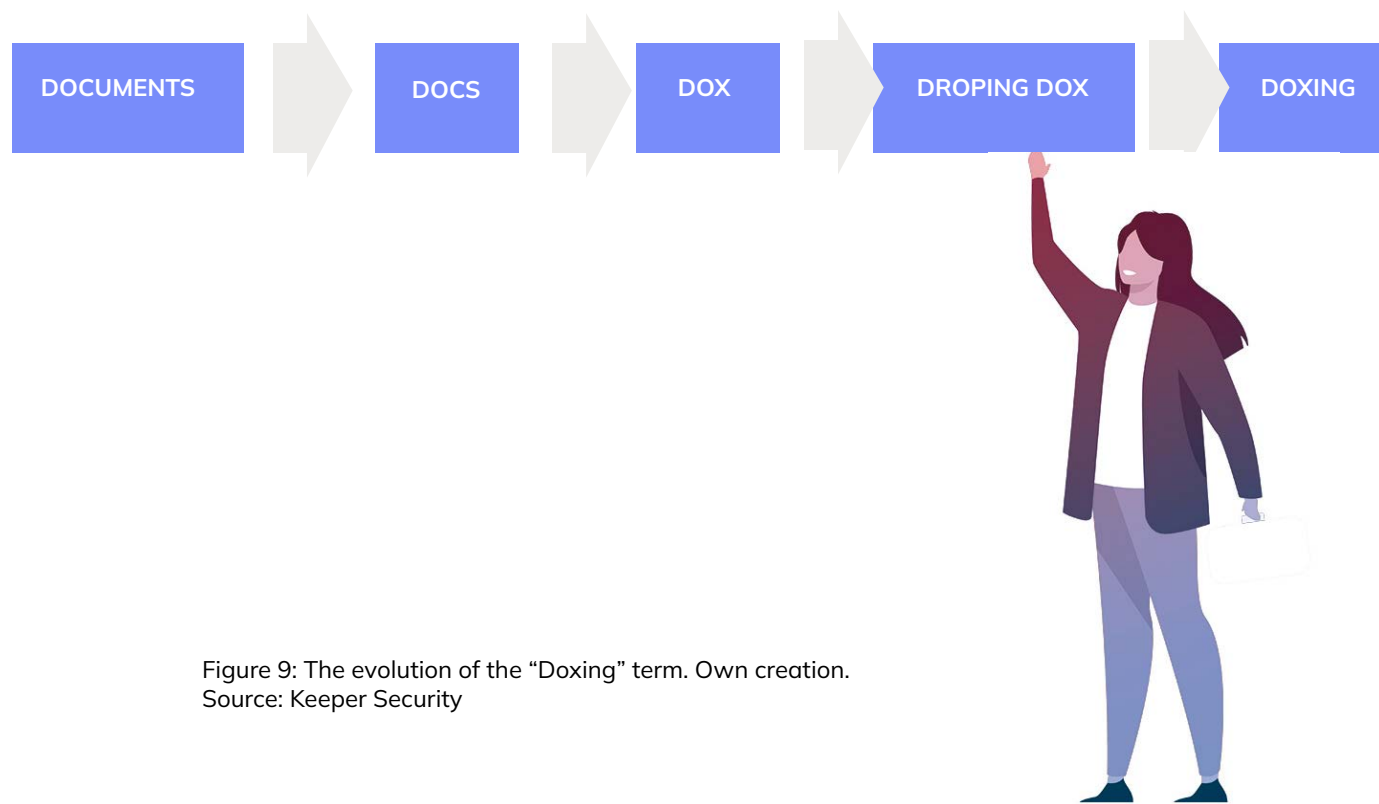 DOCUMENTS
DOCS
DOX
DROPING DOX
DOXING
Figure 9: The evolution of the “Doxing” term. Own creation.
Source: Keeper Security